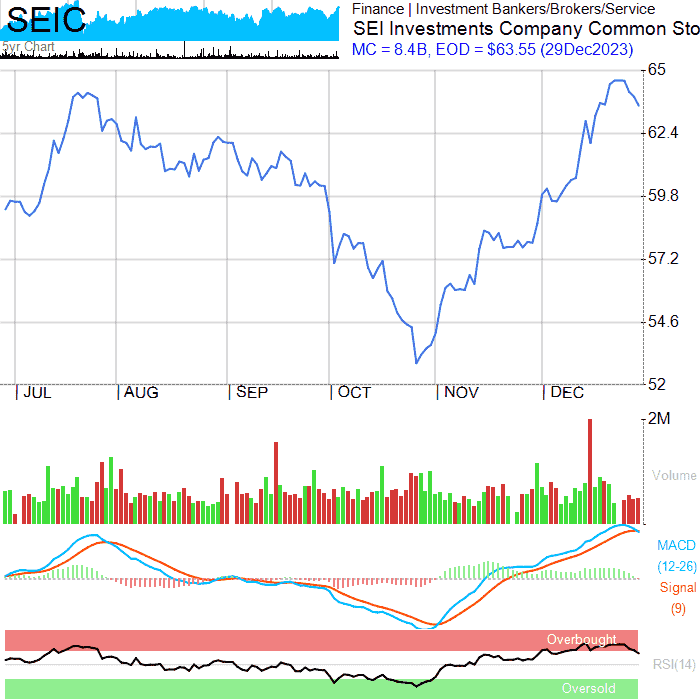 SEIC
5yr Chart
Finance | Investment Bankers/Brokers/Service
SEI Investments Company Common Sto
MC = 8.4B, EOD = $63.55 (29Dec2023)
65
62.4
59.8
57.2
54.6
52
JUL AUG SEP OCT NOV DEC
2M
Volume
MACD
(12-26)
Signal
(9)
Overbought
RSI(14)
Oversold